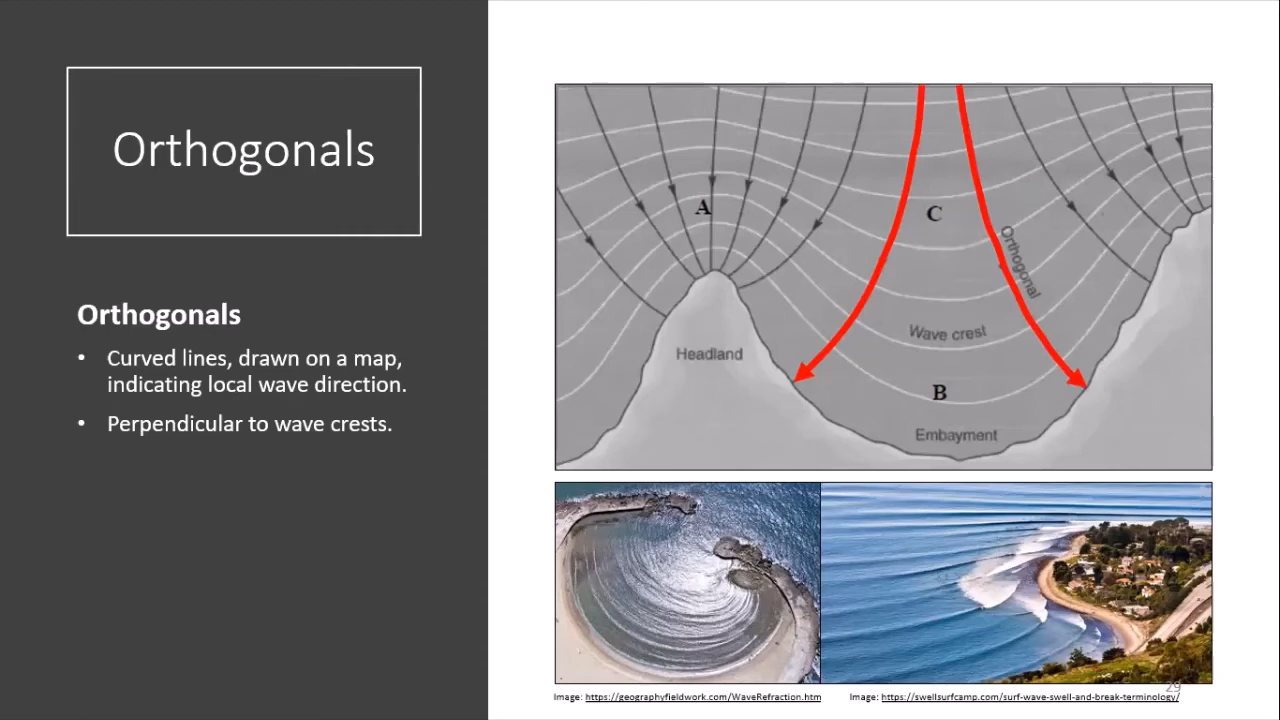 Orthogonals
Orthogonals
• Curved lines, drawn on a map,
indicating local wave direction.
• Perpendicular to wave crests.
A
C
Orthogonal
Wave crest
Headland
B
Embayment
Image: https://geographyfieldwork.com/WaveRefraction.htm
Image: https://swellsurfcamp.com/surf-wave-swell-and-break-terminology/
29